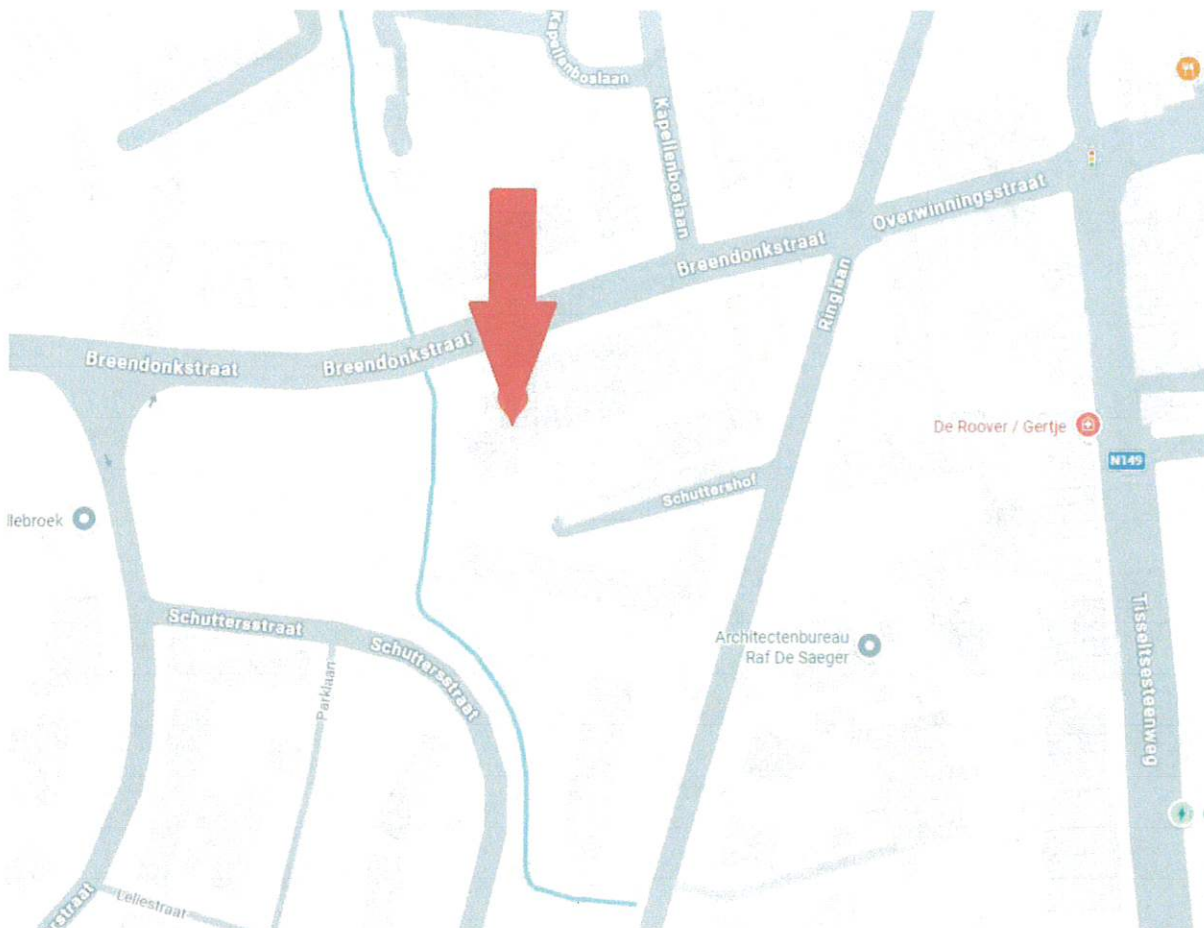 Kapellenboslaan
Kapellenboslaan
Overwinningsstraat
Breendonkstraat
Ringlaan
Breendonkstraat
Breendonkstraat
De Roover / Gertje
N149
Schuttershof
llebroek
Schuttersstraat
Schuttersstraat
Architectenbureau
Raf De Saeger
Parklaan
Tisseltsesteenweg
Leliestraat
rstraat